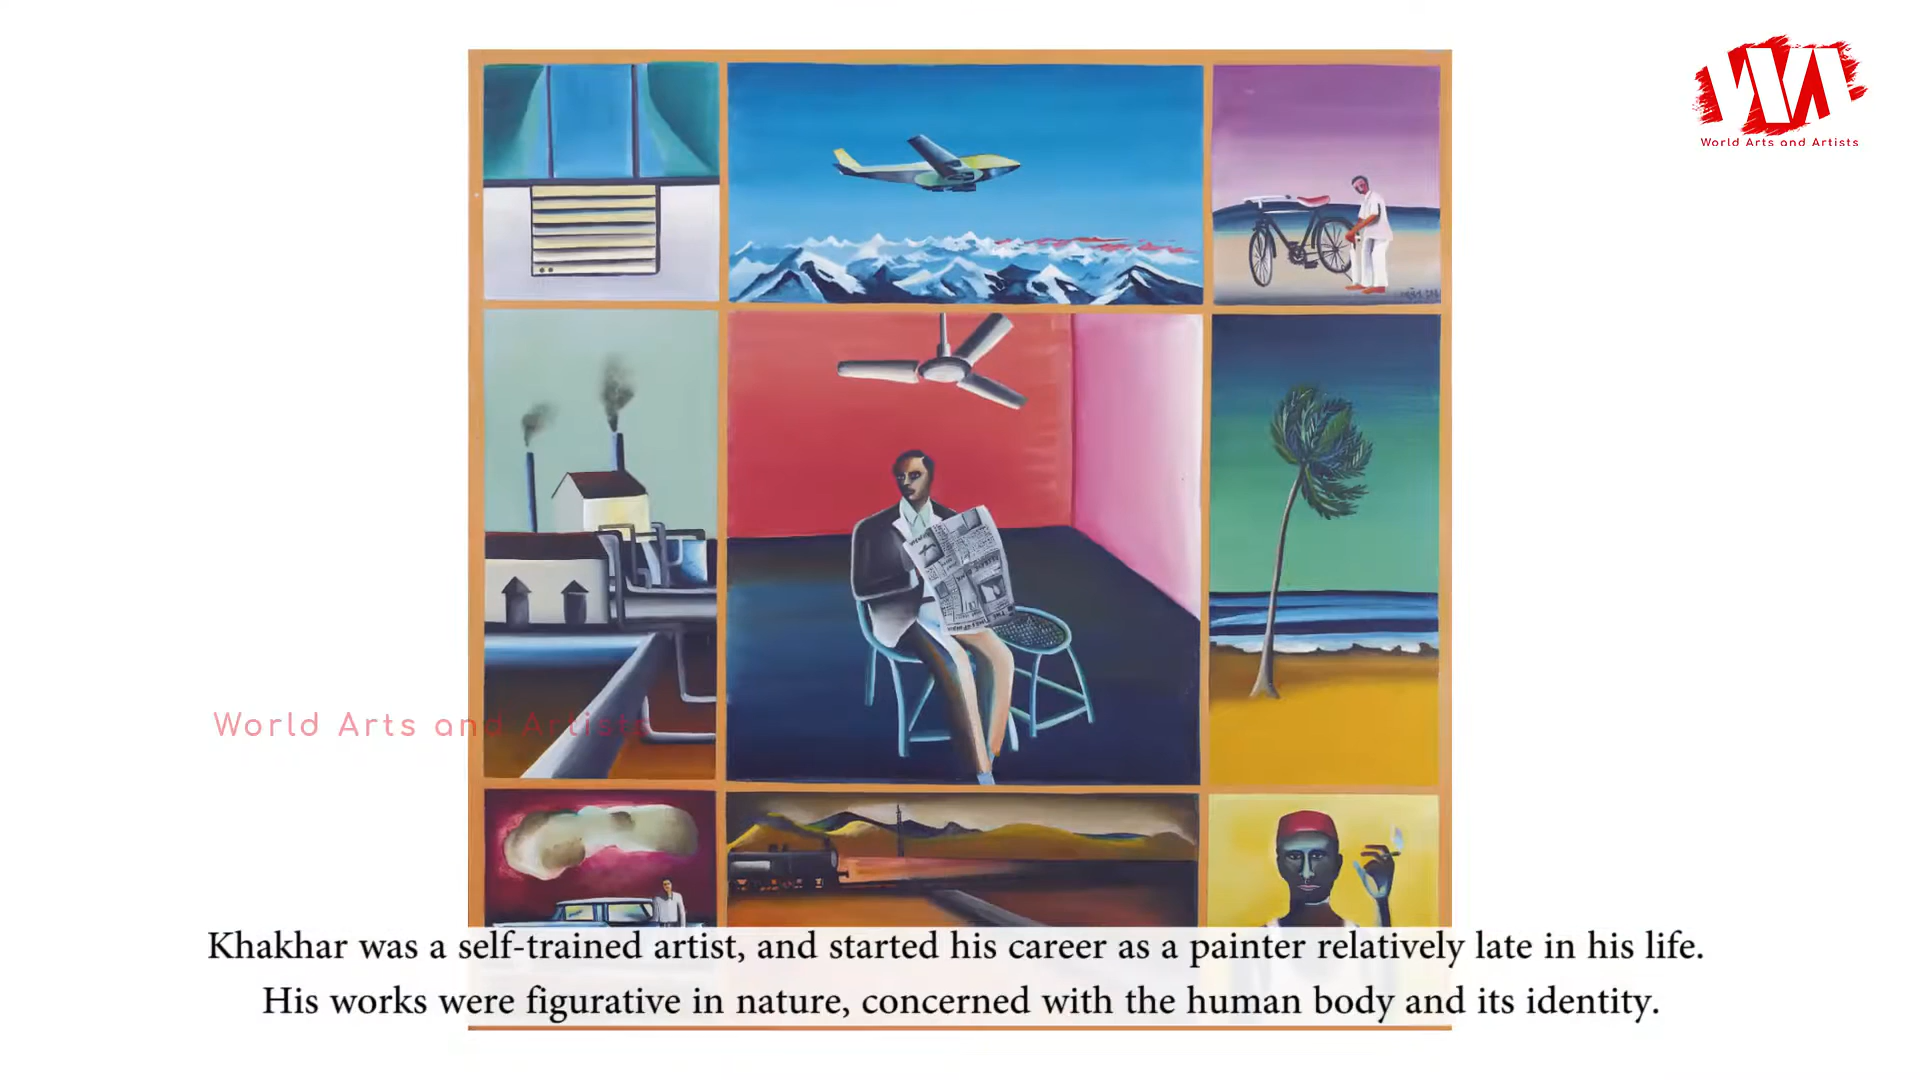 World Arts and Artists
World Arts and Artists
Khakhar was a self-trained artist, and started his career as a painter relatively late in his life.
His works were figurative in nature, concerned with the human body and its identity.